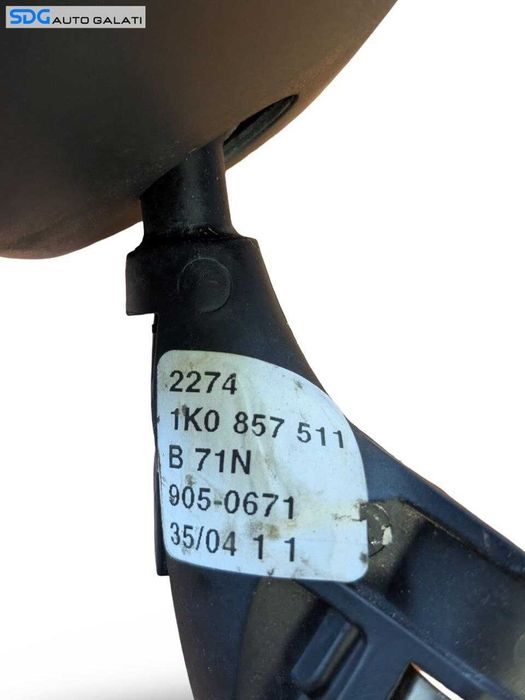 SDG AUTO GALATI
2274
1K0 857 511
B 71N
905-0671
35/04 1 1